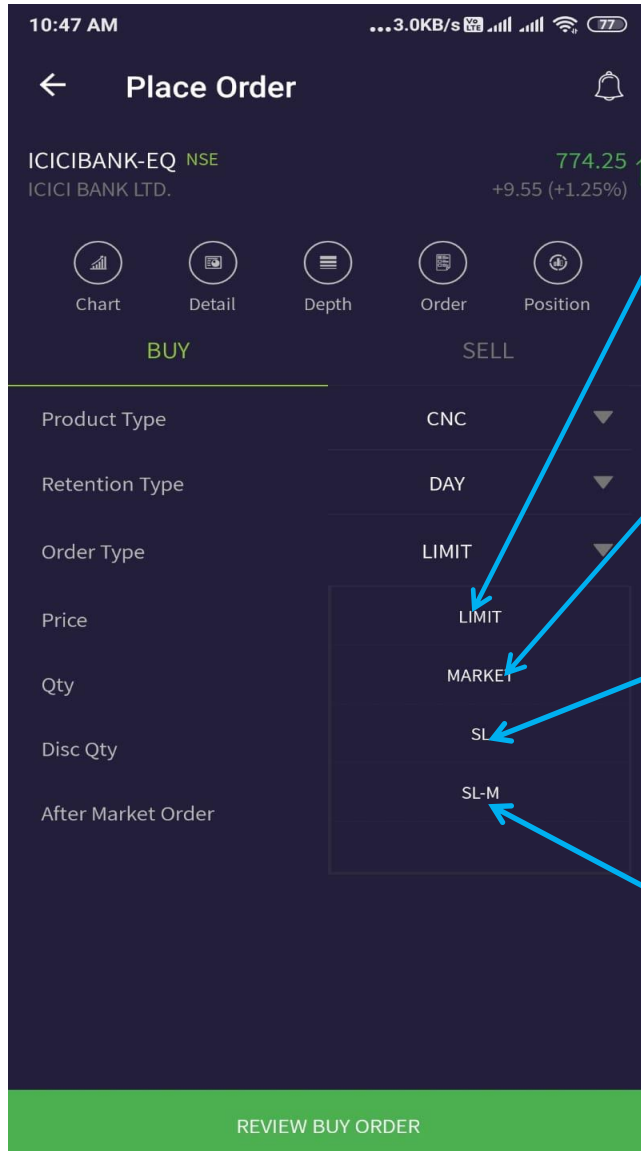 10:47 AM ...3.0KB/s Vo LTE 77
Place Order
ICICIBANK-EQ NSE 774.25
ICICI BANK LTD. +9.55 (+1.25%)
Chart Detail Depth Order Position
BUY SELL
Product Type CNC
Retention Type DAY
Order Type LIMIT
Price LIMIT
Qty MARKET
Disc Qty SL
After Market Order SL-M
REVIEW BUY ORDER